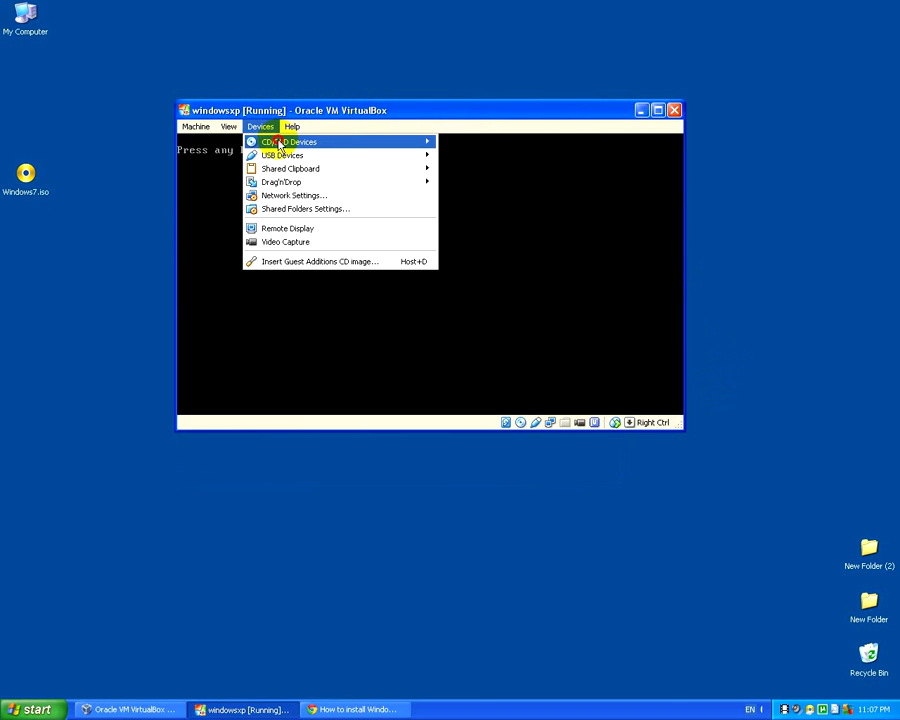 My Computer
Windows7.iso
windowsxp [Running] - Oracle VM VirtualBox
Machine View Devices Help
Press any
CD/DVD Devices
USB Devices
Shared Clipboard
Drag'n'Drop
Network Settings...
Shared Folders Settings...
Remote Display
Video Capture
Insert Guest Additions CD image... Host+D
Right Ctrl
New Folder (2)
New Folder
Recycle Bin
start
Oracle VM VirtualBox ...
windowsxp [Running]...
How to install Windo...
EN
11:07 PM